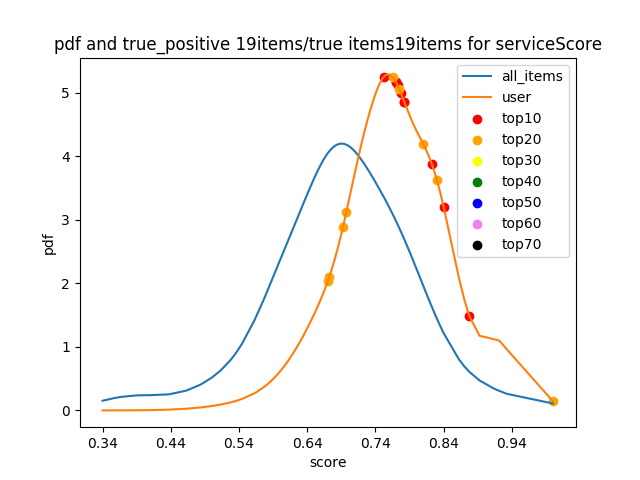 pdf and true_positive 19items/true items19items for serviceScore
all_items
user
top10
top20
top30
top40
top50
top60
top70
pdf
5
4
3
2
1
0
0.34 0.44 0.54 0.64 0.74 0.84 0.94
score